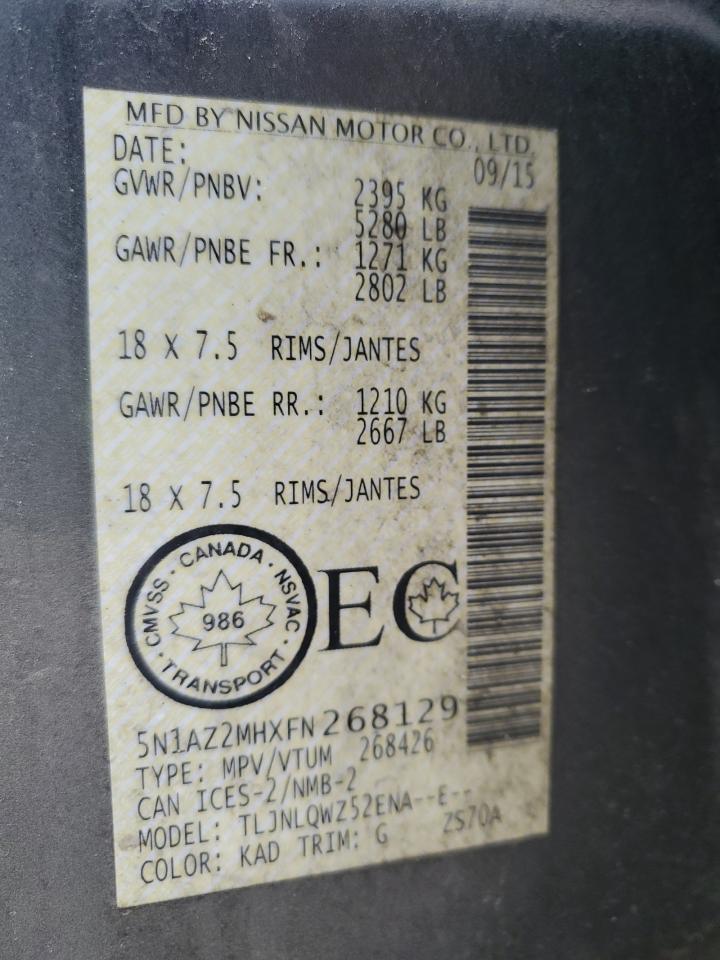 MFD BY NISSAN MOTOR CO., LTD.
DATE: 09/15
GVWR/PNBV: 2395 KG
5280 LB
GAWR/PNBE FR.: 1271 KG
2802 LB
18 X 7.5 RIMS/JANTES
GAWR/PNBE RR.: 1210 KG
2667 LB
18 X 7.5 RIMS/JANTES
· CANADA · NSVAC · TRANSPORT · CMVSS
986
EC
5N1AZ2MHXFN268129
TYPE: MPV/VTUM 268426
CAN ICES-2/NMB-2
MODEL: TLJNLQWZ52ENA--E--
COLOR: KAD TRIM: G ZS70A